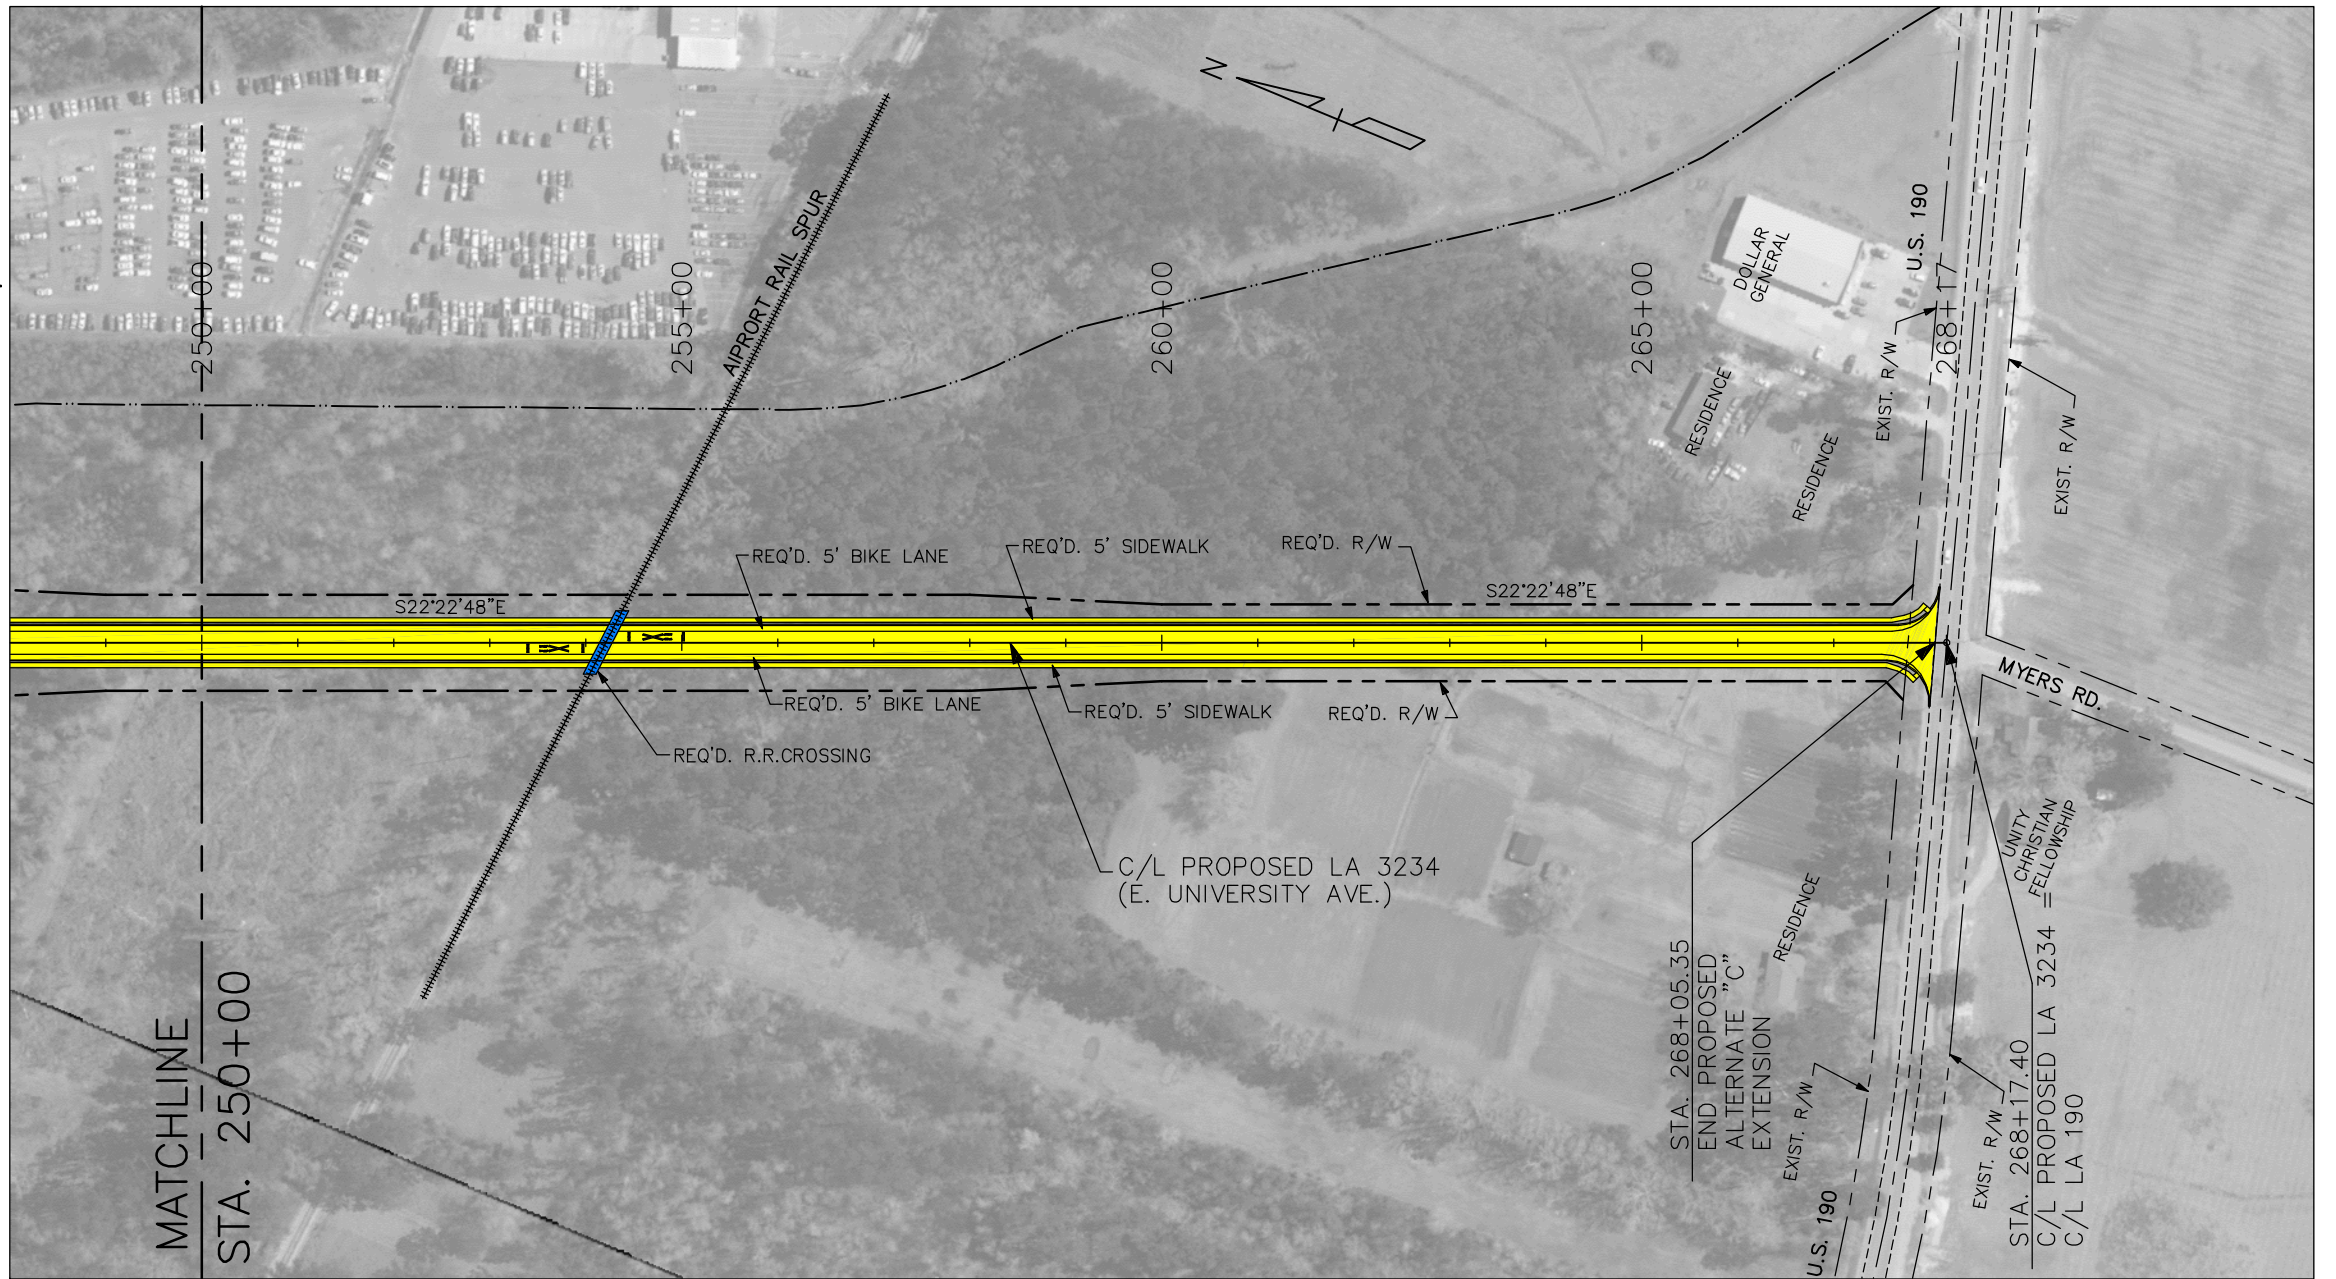 N
250+00
255+00
260+00
265+00
268+17
AIPRORT RAIL SPUR
DOLLAR
GENERAL
U.S. 190
EXIST. R/W
EXIST. R/W
RESIDENCE
RESIDENCE
REQ'D. 5' BIKE LANE
REQ'D. 5' SIDEWALK
REQ'D. R/W
S22°22'48"E
S22°22'48"E
MYERS RD.
REQ'D. 5' BIKE LANE
REQ'D. 5' SIDEWALK
REQ'D. R/W
REQ'D. R.R.CROSSING
C/L PROPOSED LA 3234
(E. UNIVERSITY AVE.)
UNITY
CHRISTIAN
FELLOWSHIP
RESIDENCE
MATCHLINE
STA. 250+00
STA. 268+05.35
END PROPOSED
ALTERNATE "C"
EXTENSION
EXIST. R/W
U.S. 190
EXIST. R/W
STA. 268+17.40
C/L PROPOSED LA 3234 =
C/L LA 190